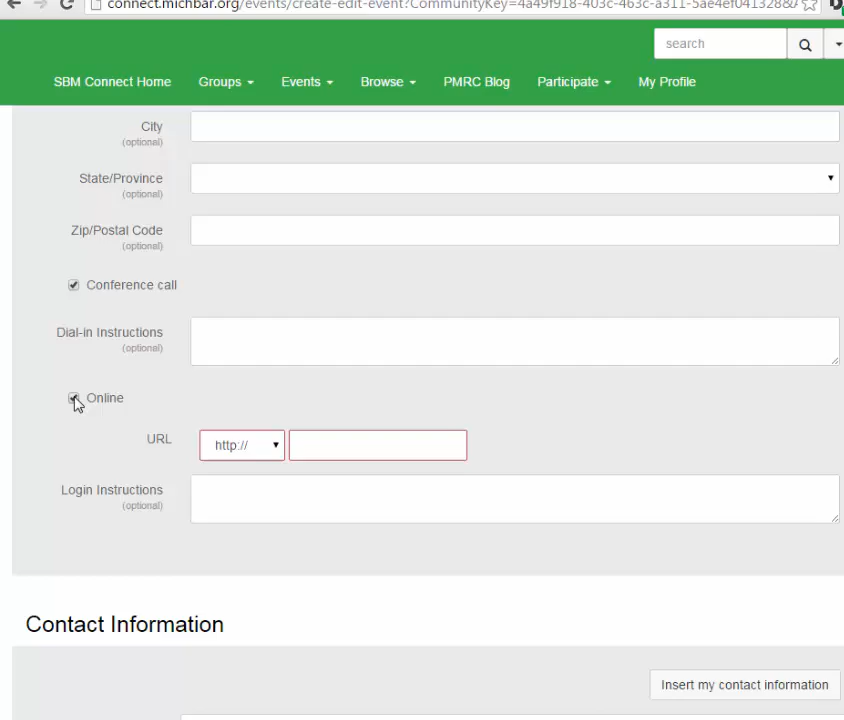 connect.michbar.org/events/create-edit-event?CommunityKey=4a49f918-403c-463c-a311-5ae4ef041328&
search
SBM Connect Home Groups Events Browse PMRC Blog Participate My Profile
City
(optional)
State/Province
(optional)
Zip/Postal Code
(optional)
Conference call
Dial-in Instructions
(optional)
Online
URL http://
Login Instructions
(optional)
Contact Information
Insert my contact information